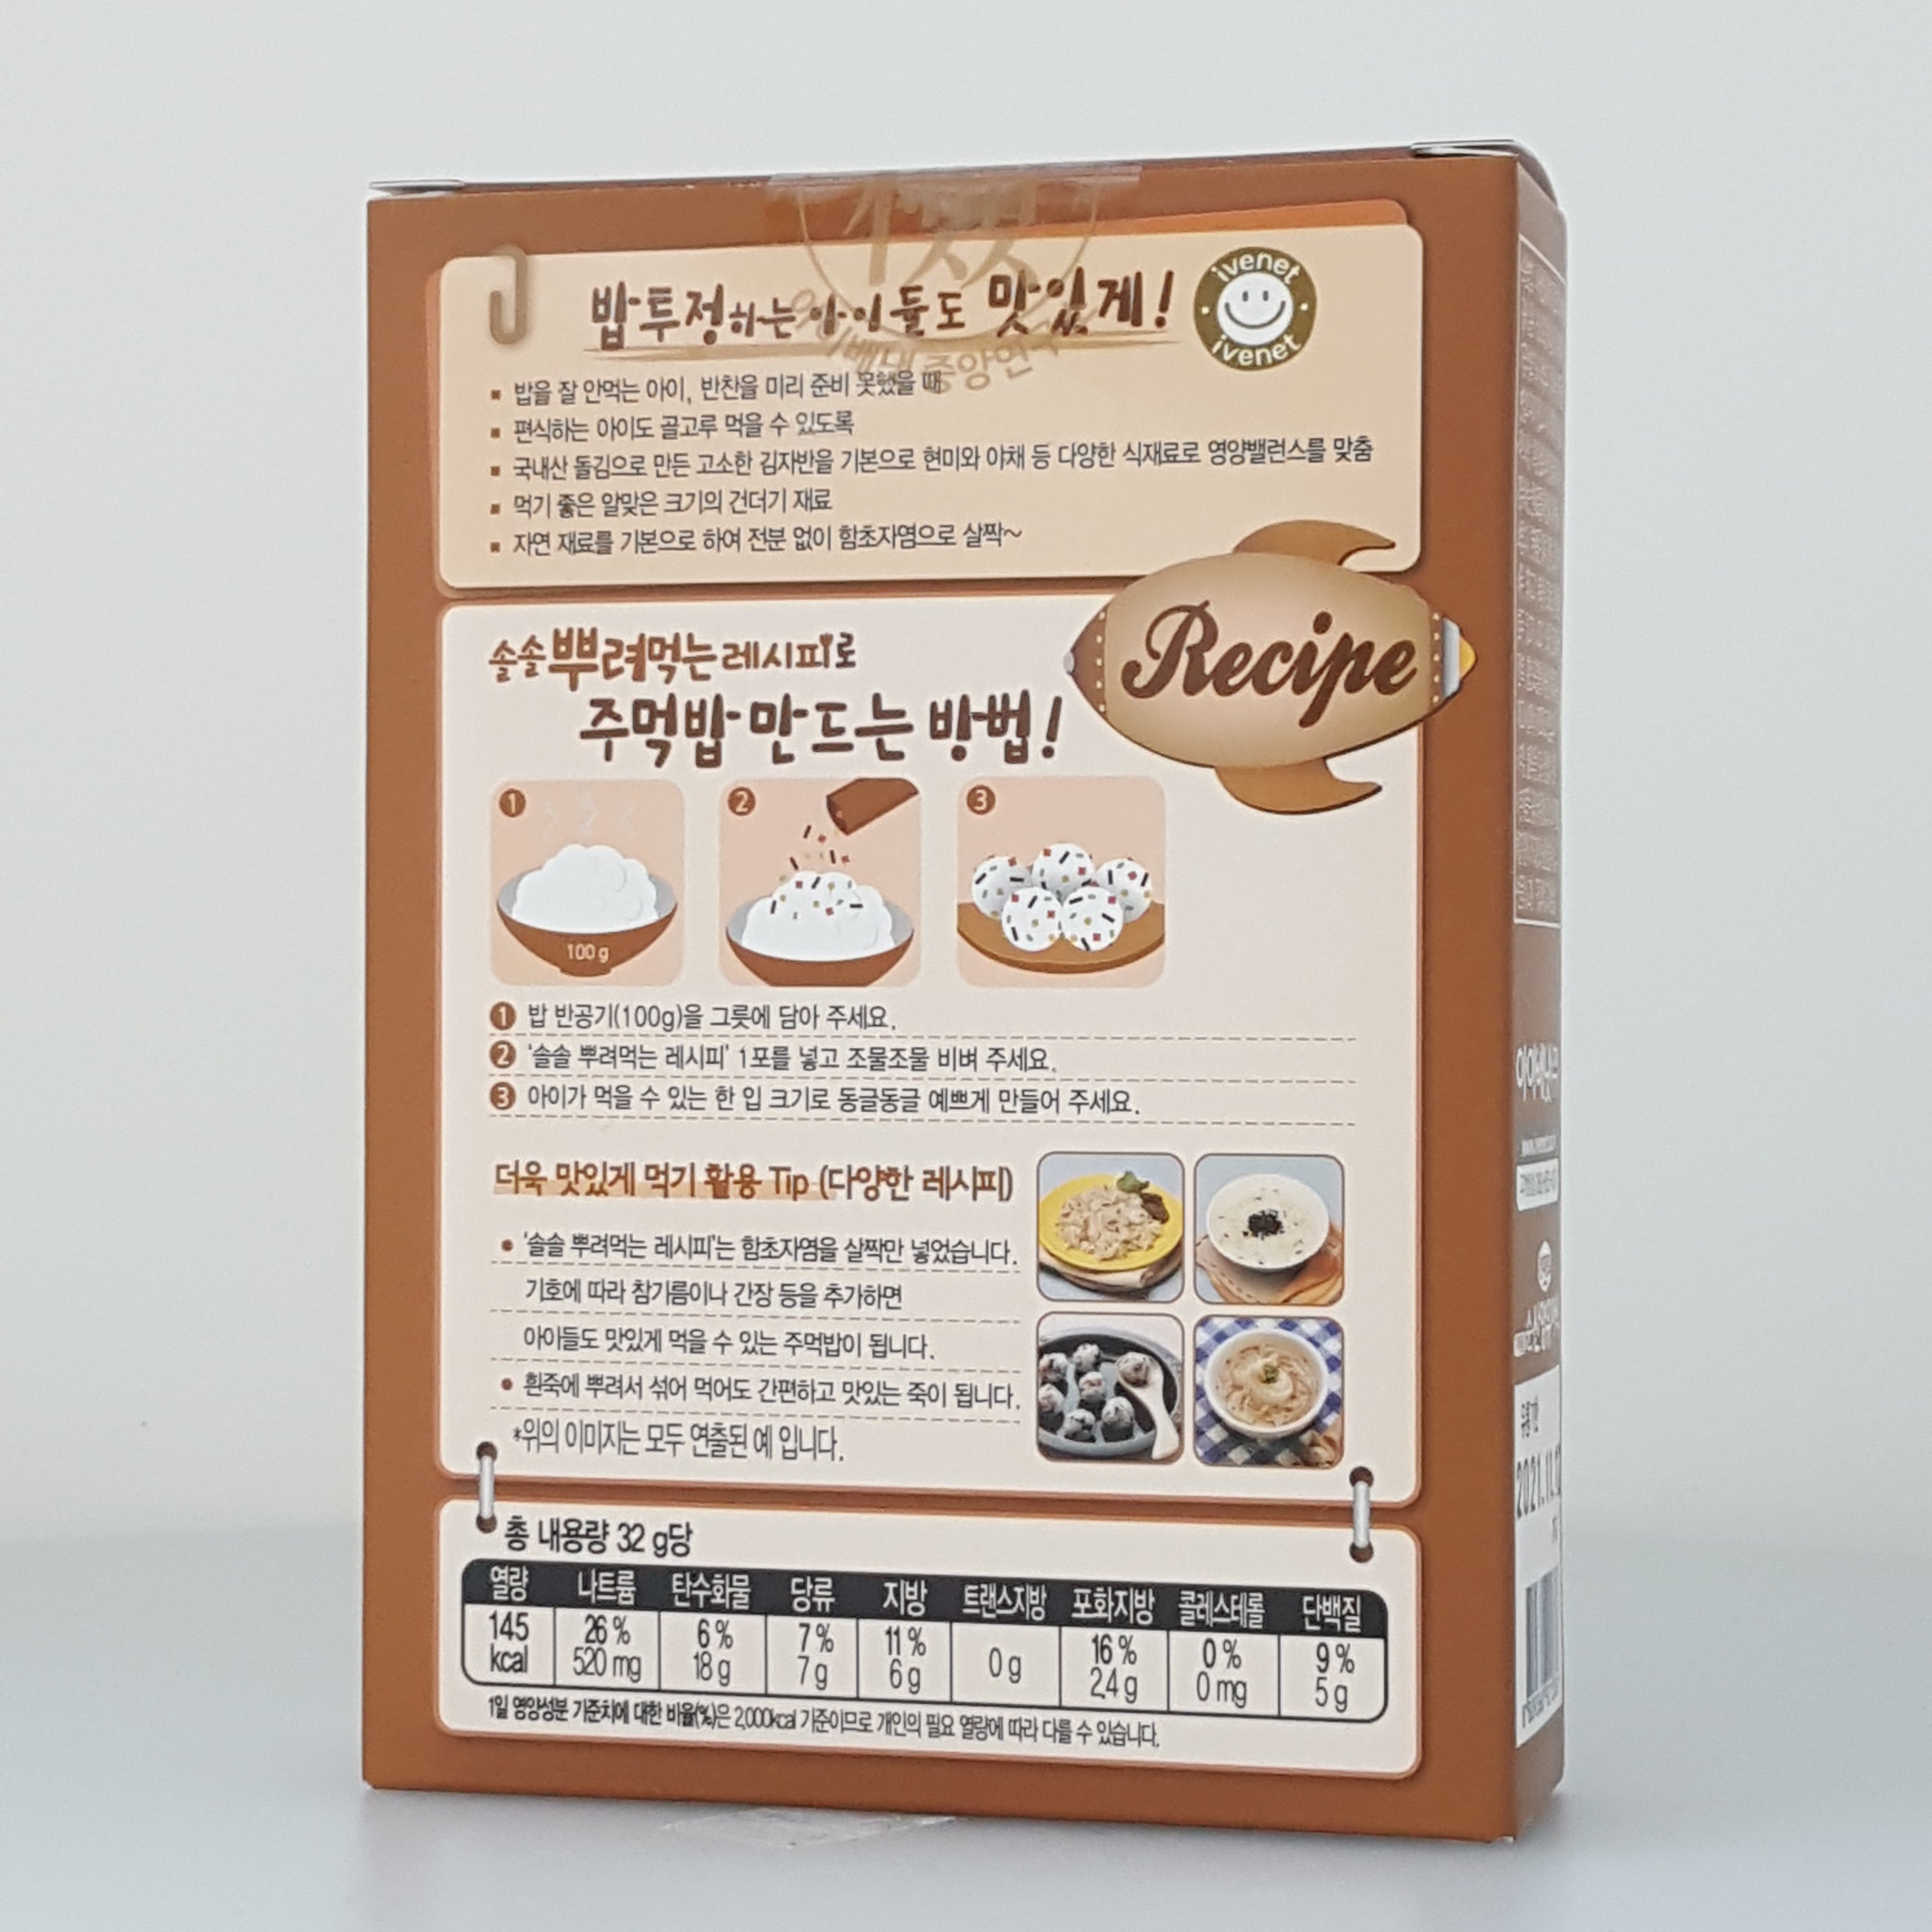 밥투정하는 아이들도 맛있게!
ivenet
ivenet
밥을 잘 안먹는 아이, 반찬을 미리 준비 못했을 때
편식하는 아이도 골고루 먹을 수 있도록
국내산 돌김으로 만든 고소한 김자반을 기본으로 현미와 야채 등 다양한 식재료로 영양밸런스를 맞춤
먹기 좋은 알맞은 크기의 건더기 재료
자연 재료를 기본으로 하여 전분 없이 함초자염으로 살짝~
Recipe
솔솔 뿌려먹는 레시피로
주먹밥 만드는 방법!
1 2 3
100 g
1 밥 반공기(100g)을 그릇에 담아 주세요.
2 '솔솔 뿌려먹는 레시피' 1포를 넣고 조물조물 비벼 주세요.
3 아이가 먹을 수 있는 한 입 크기로 동글동글 예쁘게 만들어 주세요.
더욱 맛있게 먹기 활용 Tip (다양한 레시피)
• '솔솔 뿌려먹는 레시피'는 함초자염을 살짝만 넣었습니다.
기호에 따라 참기름이나 간장 등을 추가하면
아이들도 맛있게 먹을 수 있는 주먹밥이 됩니다.
• 흰죽에 뿌려서 섞어 먹어도 간편하고 맛있는 죽이 됩니다.
*위의 이미지는 모두 연출된 예 입니다.
총 내용량 32 g당
열량 나트륨 탄수화물 당류 지방 트랜스지방 포화지방 콜레스테롤 단백질
145 26 % 6 % 7 % 11 % 0 g 16 % 0 % 9 %
kcal 520 mg 18 g 7 g 6 g 2.4 g 0 mg 5 g
1일 영양성분 기준치에 대한 비율(%)은 2,000kcal 기준이므로 개인의 필요 열량에 따라 다를 수 있습니다.
유통기한